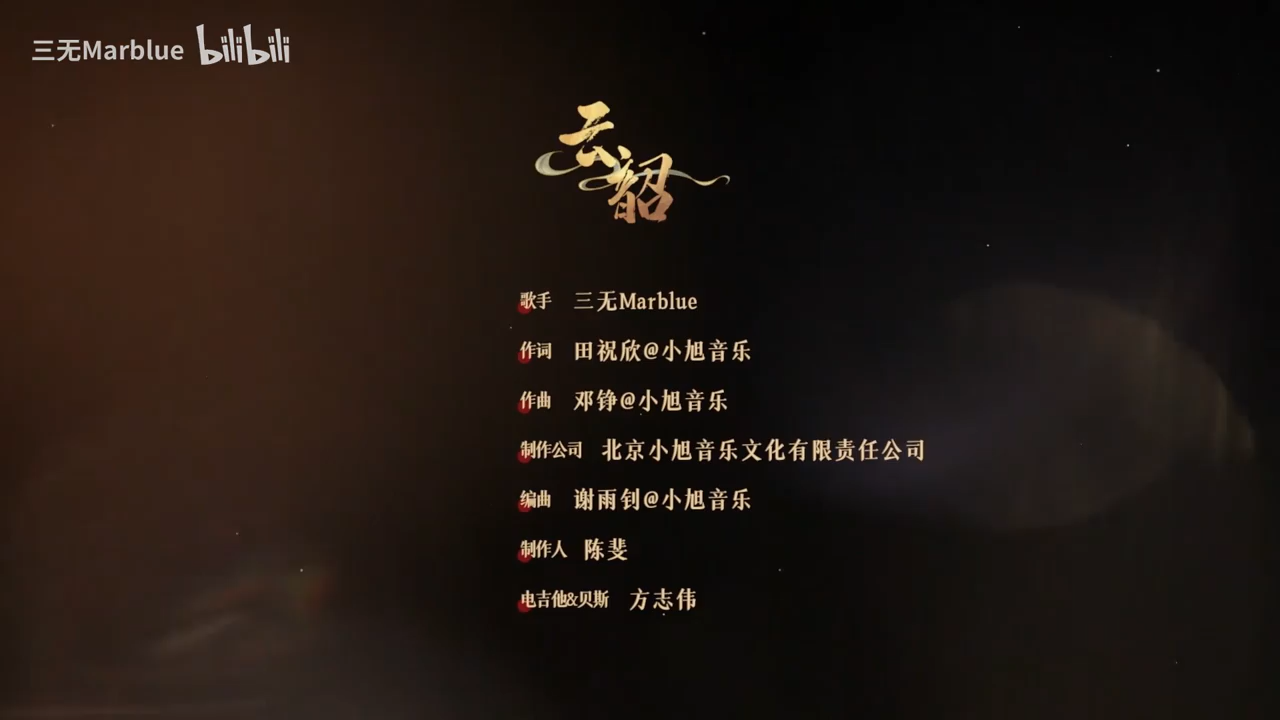 三无Marblue bilibili
云韶
歌手 三无Marblue
作词 田祝欣@小旭音乐
作曲 邓铮@小旭音乐
制作公司 北京小旭音乐文化有限责任公司
编曲 谢雨钊@小旭音乐
制作人 陈斐
电吉他&贝斯 方志伟